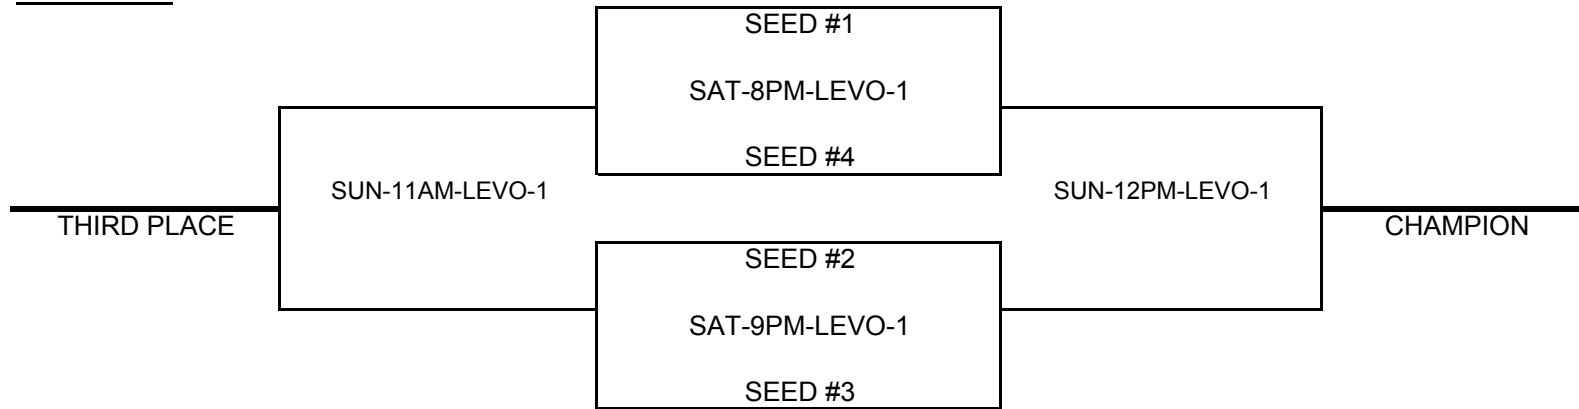 SEED #1
SAT-8PM-LEVO-1
SEED #4
SUN-11AM-LEVO-1
SUN-12PM-LEVO-1
THIRD PLACE
CHAMPION
SEED #2
SAT-9PM-LEVO-1
SEED #3